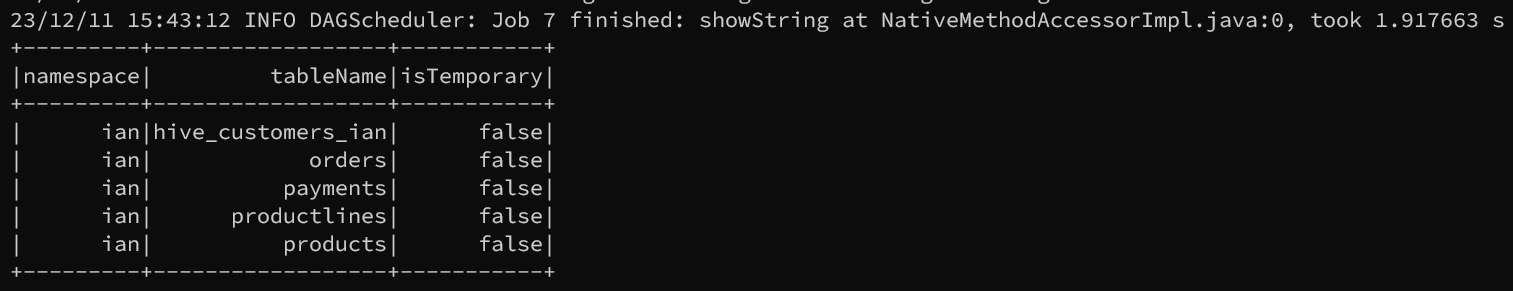 23/12/11 15:43:12 INFO DAGScheduler: Job 7 finished: showString at NativeMethodAccessorImpl.java:0, took 1.917663 s
+---------+------------------+-----------+
|namespace|         tableName|isTemporary|
+---------+------------------+-----------+
|      ian|hive_customers_ian|      false|
|      ian|            orders|      false|
|      ian|          payments|      false|
|      ian|      productlines|      false|
|      ian|          products|      false|
+---------+------------------+-----------+